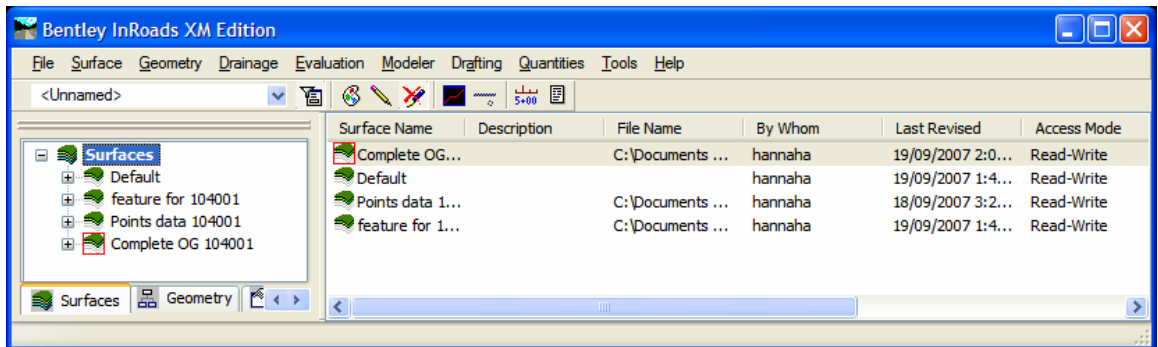 Bentley InRoads XM Edition
File Surface Geometry Drainage Evaluation Modeler Drafting Quantities Tools Help
<Unnamed> 5+00
Surfaces
Default
feature for 104001
Points data 104001
Complete OG 104001
Surfaces Geometry
Surface Name Description File Name By Whom Last Revised Access Mode
Complete OG... C:\Documents ... hannaha 19/09/2007 2:0... Read-Write
Default hannaha 19/09/2007 1:4... Read-Write
Points data 1... C:\Documents ... hannaha 18/09/2007 3:2... Read-Write
feature for 1... C:\Documents ... hannaha 19/09/2007 1:4... Read-Write